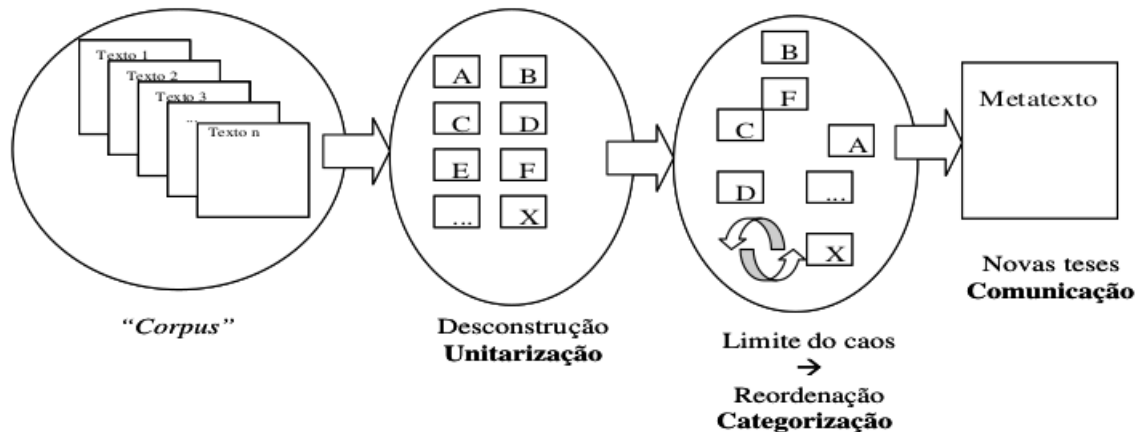 Texto 1
Texto 2
Texto 3
...
Texto n
“Corpus”
A B
C D
E F
... X
Desconstrução
Unitarização
B
F
C
A
D ...
X
Limite do caos
→
Reordenação
Categorização
Metatexto
Novas teses
Comunicação